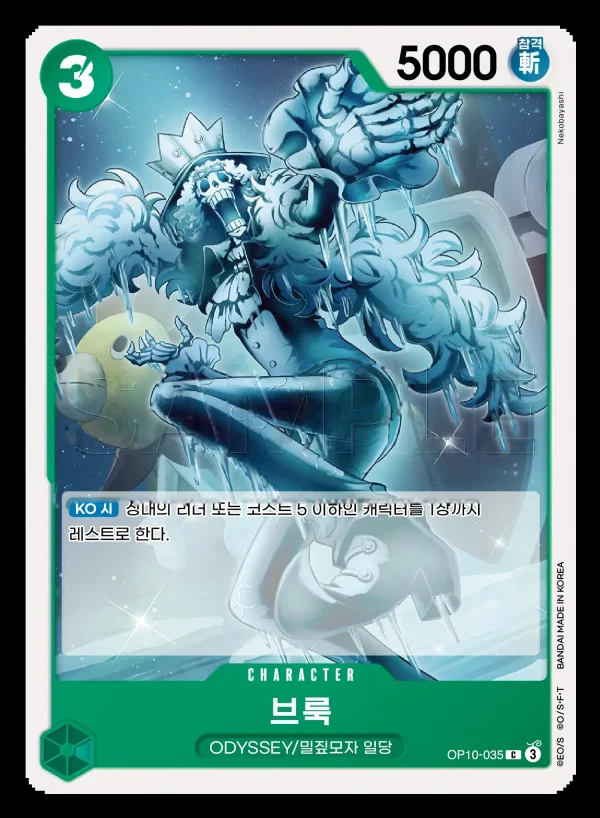 3
5000
참격
斬
Nekobayashi
SAMPLE
KO 시 상대의 리더 또는 코스트 5 이하인 캐릭터를 1장까지
레스트로 한다.
CHARACTER
브룩
ODYSSEY/밀짚모자 일당
OP10-035 C 3
©EO/S ©O/S·F·T BANDAI MADE IN KOREA